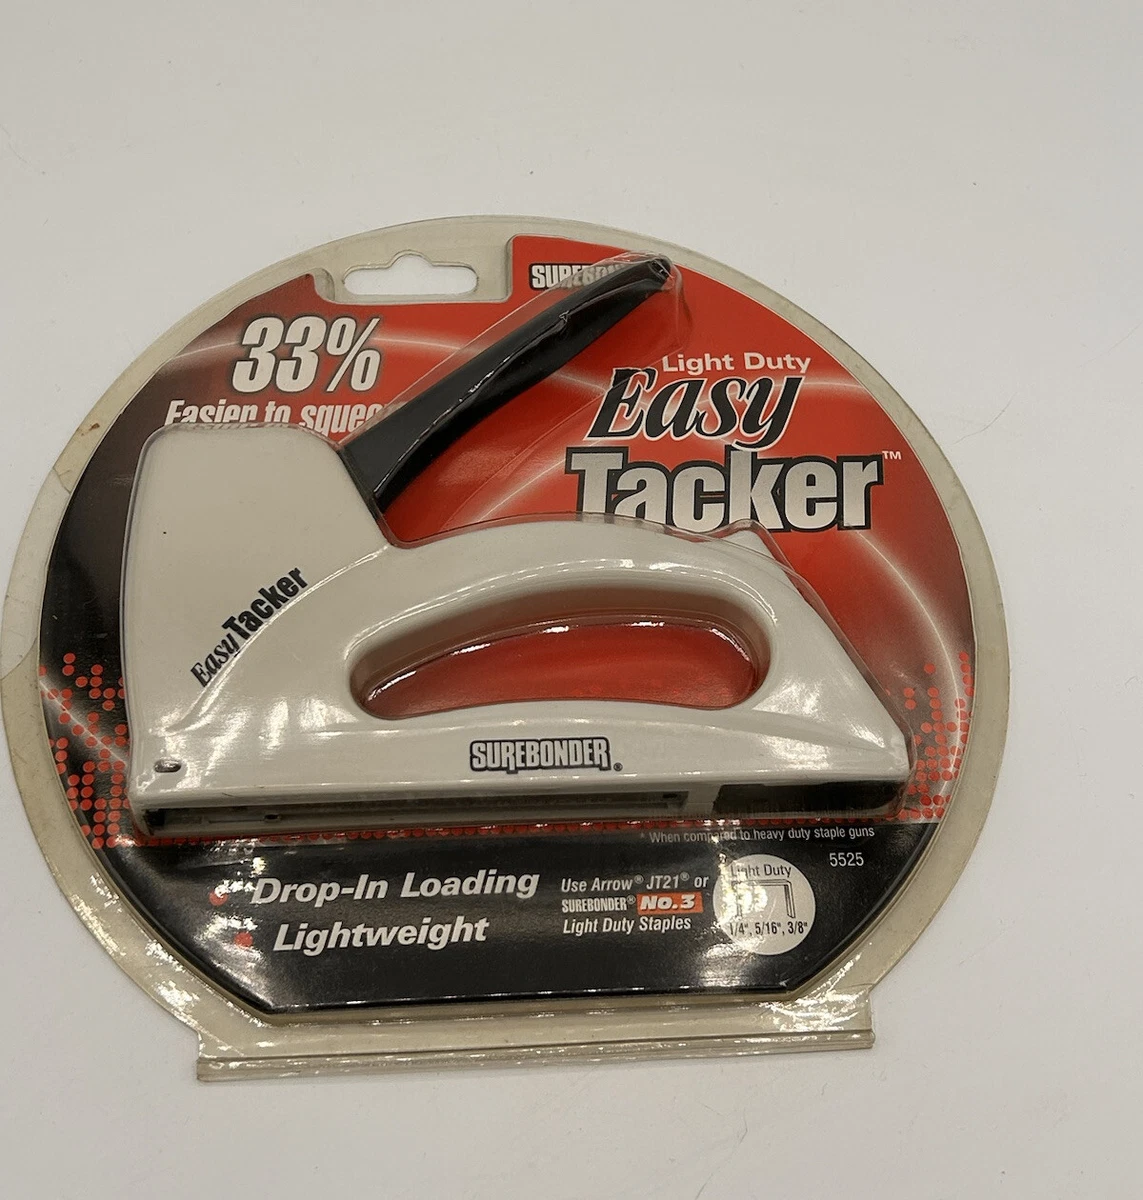 SUREBONDER
33%
Easier to squeeze
Light Duty
Easy
Tacker™
EasyTacker
SUREBONDER®
* When compared to heavy duty staple guns
5525
Drop-In Loading
Lightweight
Use Arrow® JT21® or
SUREBONDER® No.3
Light Duty Staples
Light Duty
1/4", 5/16", 3/8"